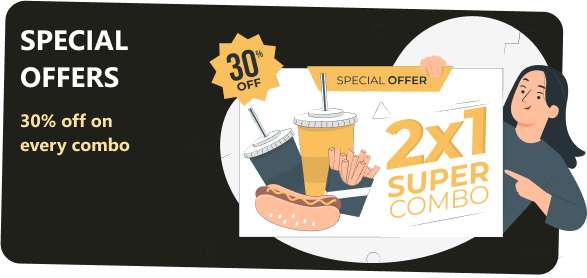 SPECIAL
OFFERS
30% off on
every combo
30%
OFF
SPECIAL OFFER
2x1
SUPER
COMBO